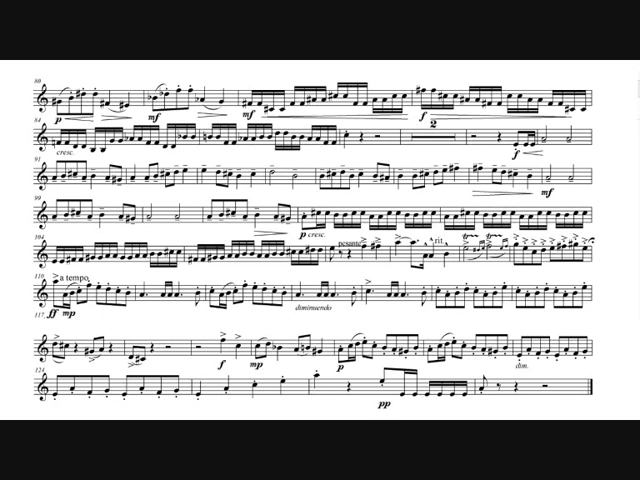 80
p mf mf f
84
2
cresc. f
91
mf
99
p cresc.
104
pesante rit.
110
a tempo
ff mp diminuendo
117
f mp p dim.
124
pp